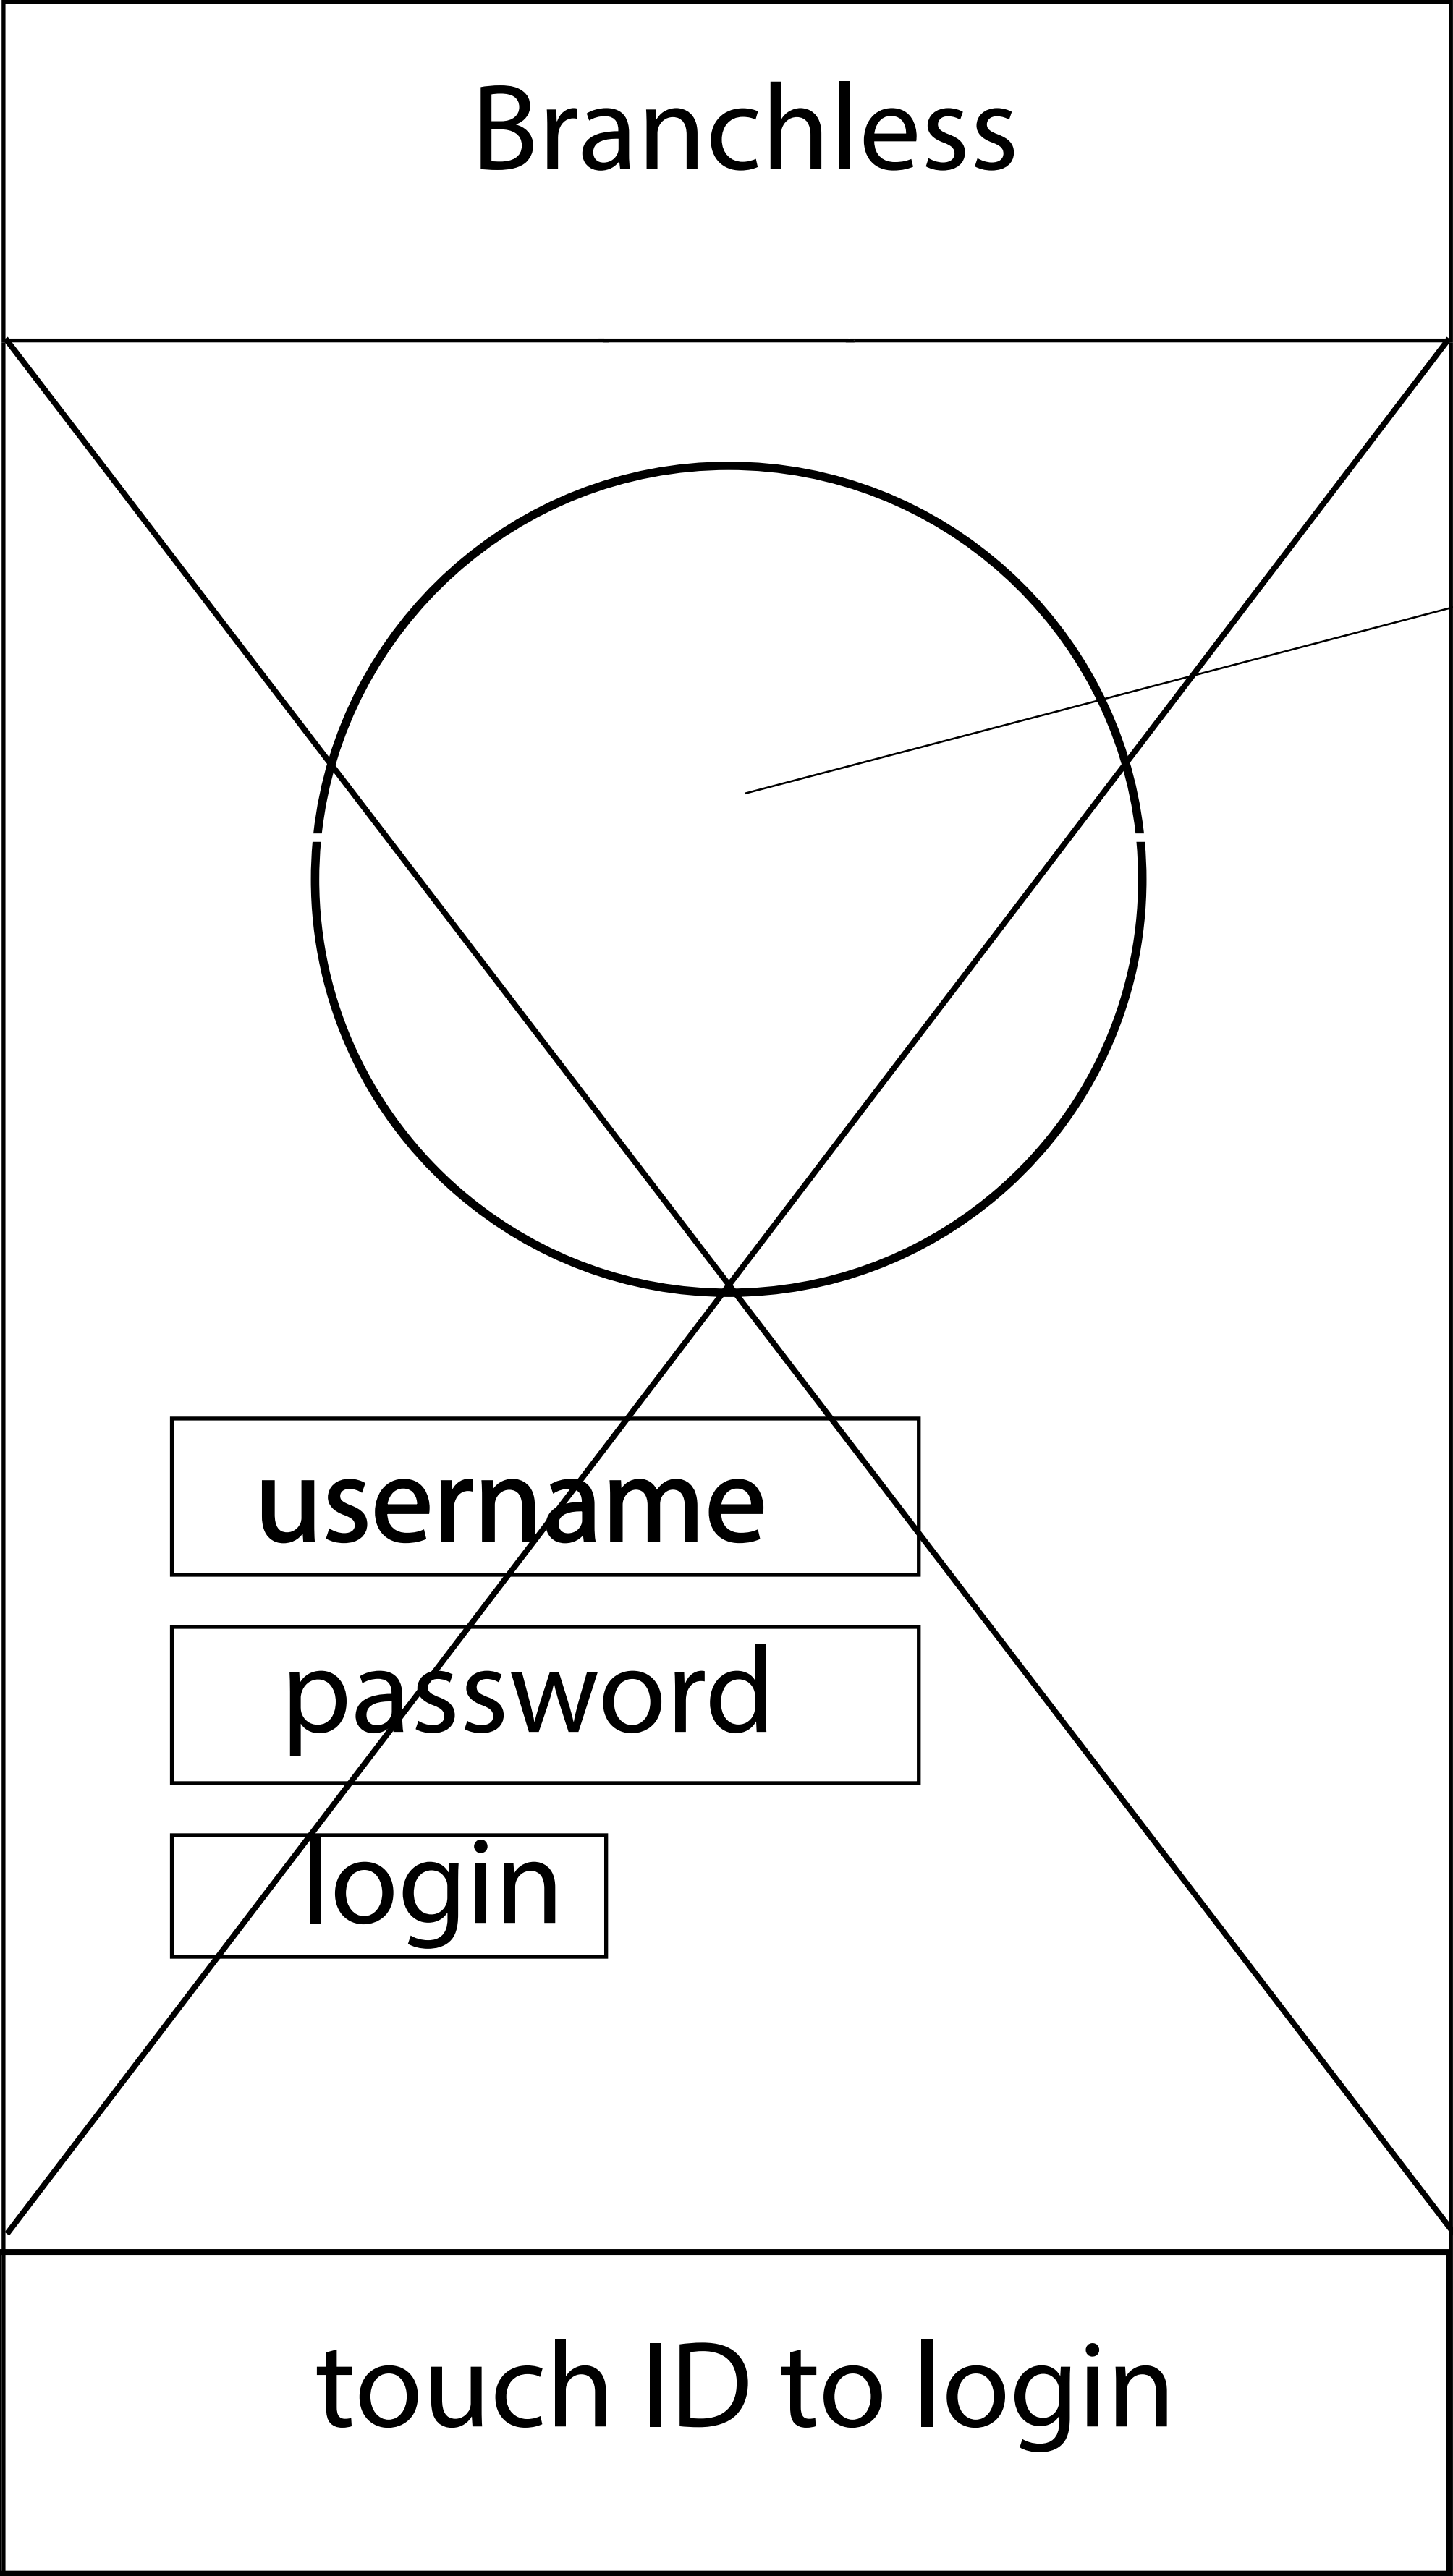 Branchless
username
password
login
touch ID to login